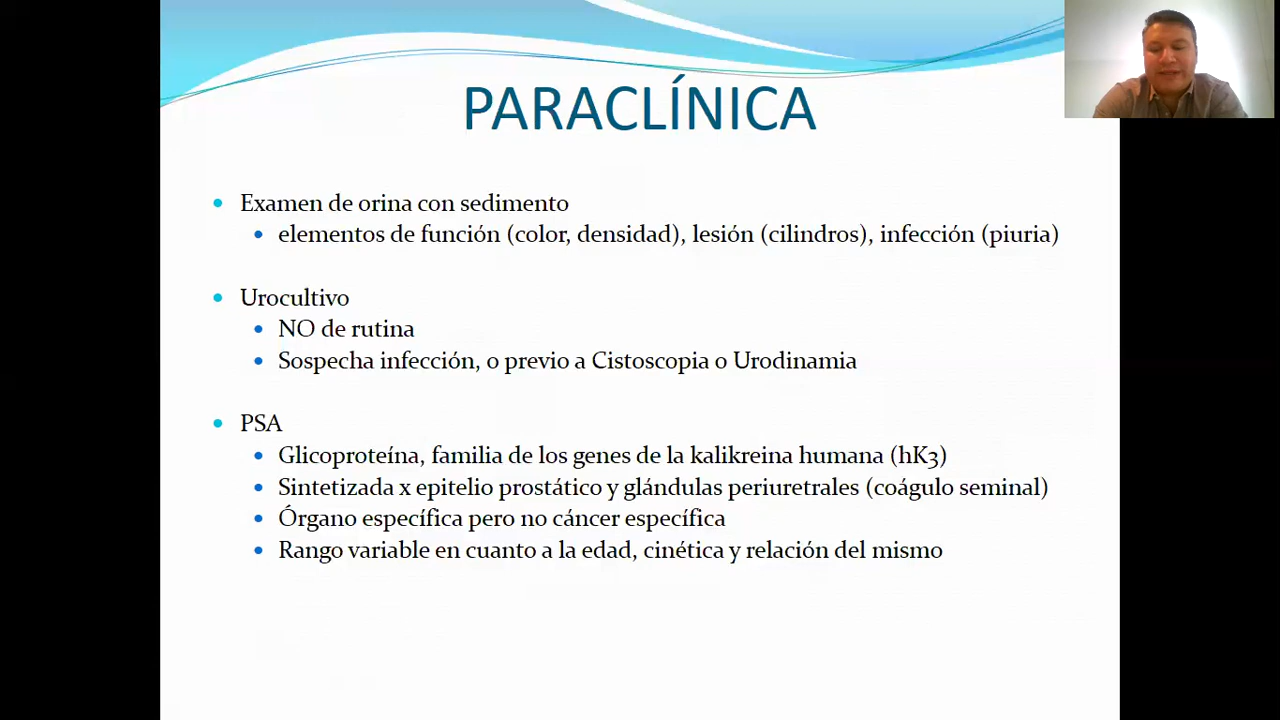 PARACLÍNICA
Examen de orina con sedimento
elementos de función (color, densidad), lesión (cilindros), infección (piuria)
Urocultivo
NO de rutina
Sospecha infección, o previo a Cistoscopia o Urodinamia
PSA
Glicoproteína, familia de los genes de la kalikreina humana (hK3)
Sintetizada x epitelio prostático y glándulas periuretrales (coágulo seminal)
Órgano específica pero no cáncer específica
Rango variable en cuanto a la edad, cinética y relación del mismo